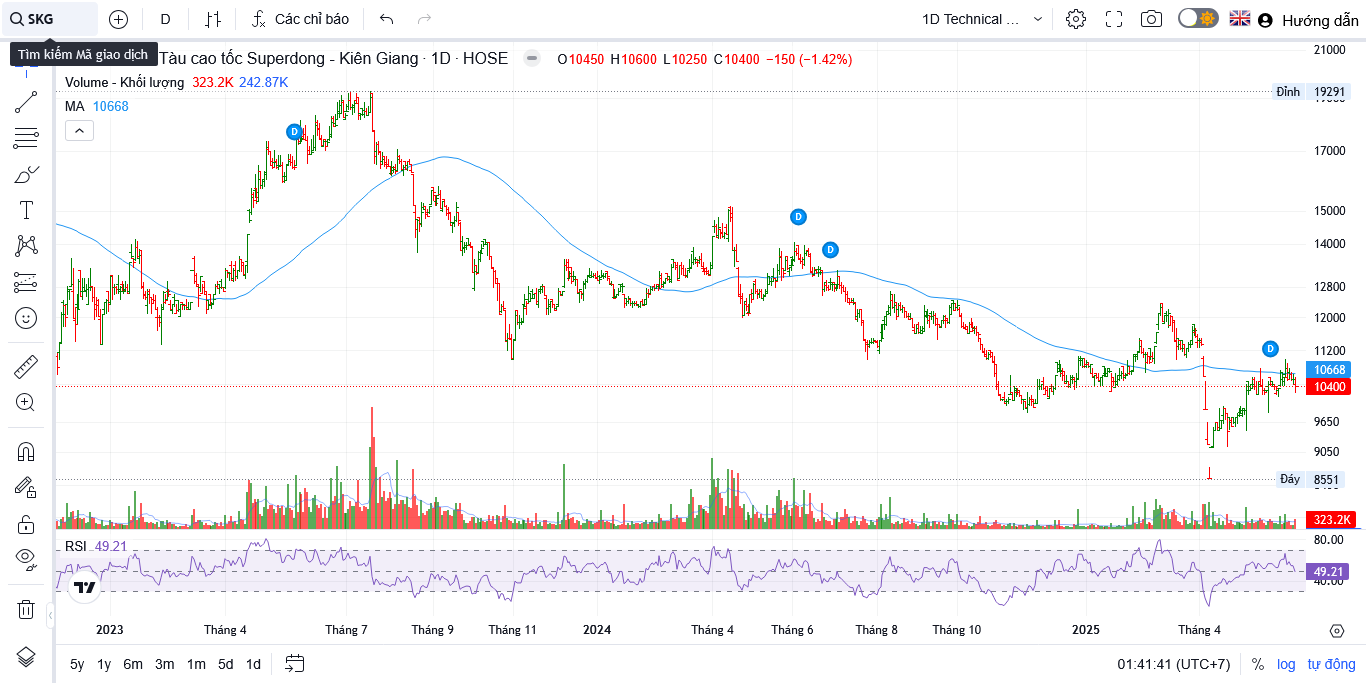 SKG
D
Các chỉ báo
1D Technical ...
Hướng dẫn
Tìm kiếm Mã giao dịch
Tàu cao tốc Superdong - Kiên Giang · 1D · HOSE
O10450 H10600 L10250 C10400 −150 (−1.42%)
Volume - Khối lượng 323.2K 242.87K
MA 10668
D
D
D
D
21000
Đỉnh 19291
17000
15000
14000
12800
12000
11200
10668
10400
9650
9050
Đáy 8551
323.2K
RSI 49.21
80.00
49.21
40.00
2023
Tháng 4
Tháng 7
Tháng 9
Tháng 11
2024
Tháng 4
Tháng 6
Tháng 8
Tháng 10
2025
Tháng 4
5y 1y 6m 3m 1m 5d 1d
01:41:41 (UTC+7)
% log tự động